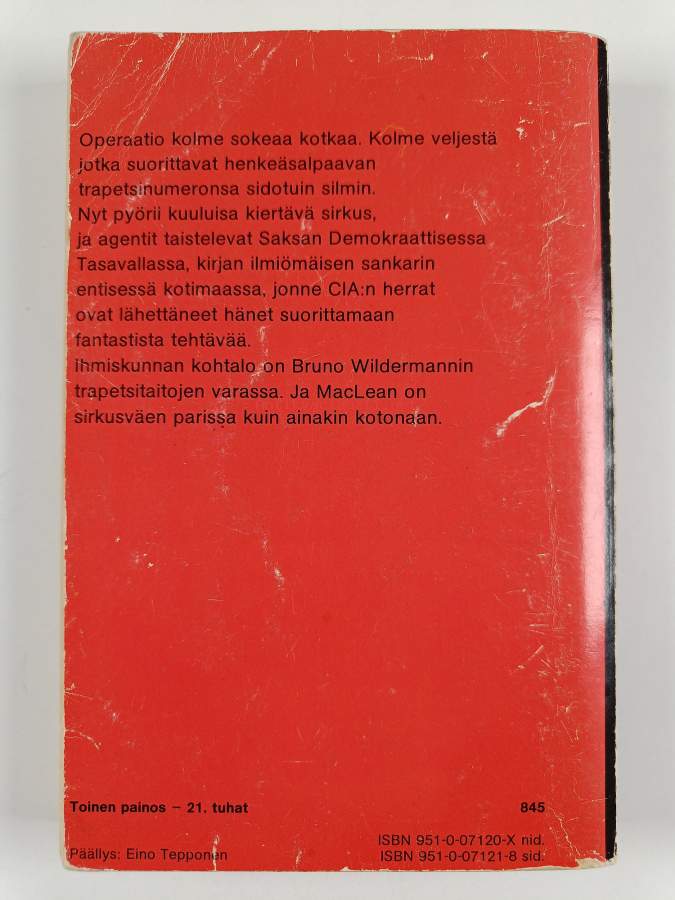 Operaatio kolme sokeaa kotkaa. Kolme veljestä
jotka suorittavat henkeäsalpaavan
trapetsinumeronsa sidotuin silmin.
Nyt pyörii kuuluisa kiertävä sirkus,
ja agentit taistelevat Saksan Demokraattisessa
Tasavallassa, kirjan ilmiömäisen sankarin
entisessä kotimaassa, jonne CIA:n herrat
ovat lähettäneet hänet suorittamaan
fantastista tehtävää.
Ihmiskunnan kohtalo on Bruno Wildermannin
trapetsitaitojen varassa. Ja MacLean on
sirkusväen parissa kuin ainakin kotonaan.
Toinen painos – 21. tuhat 845
ISBN 951-0-07120-X nid.
Päällys: Eino Tepponen ISBN 951-0-07121-8 sid.